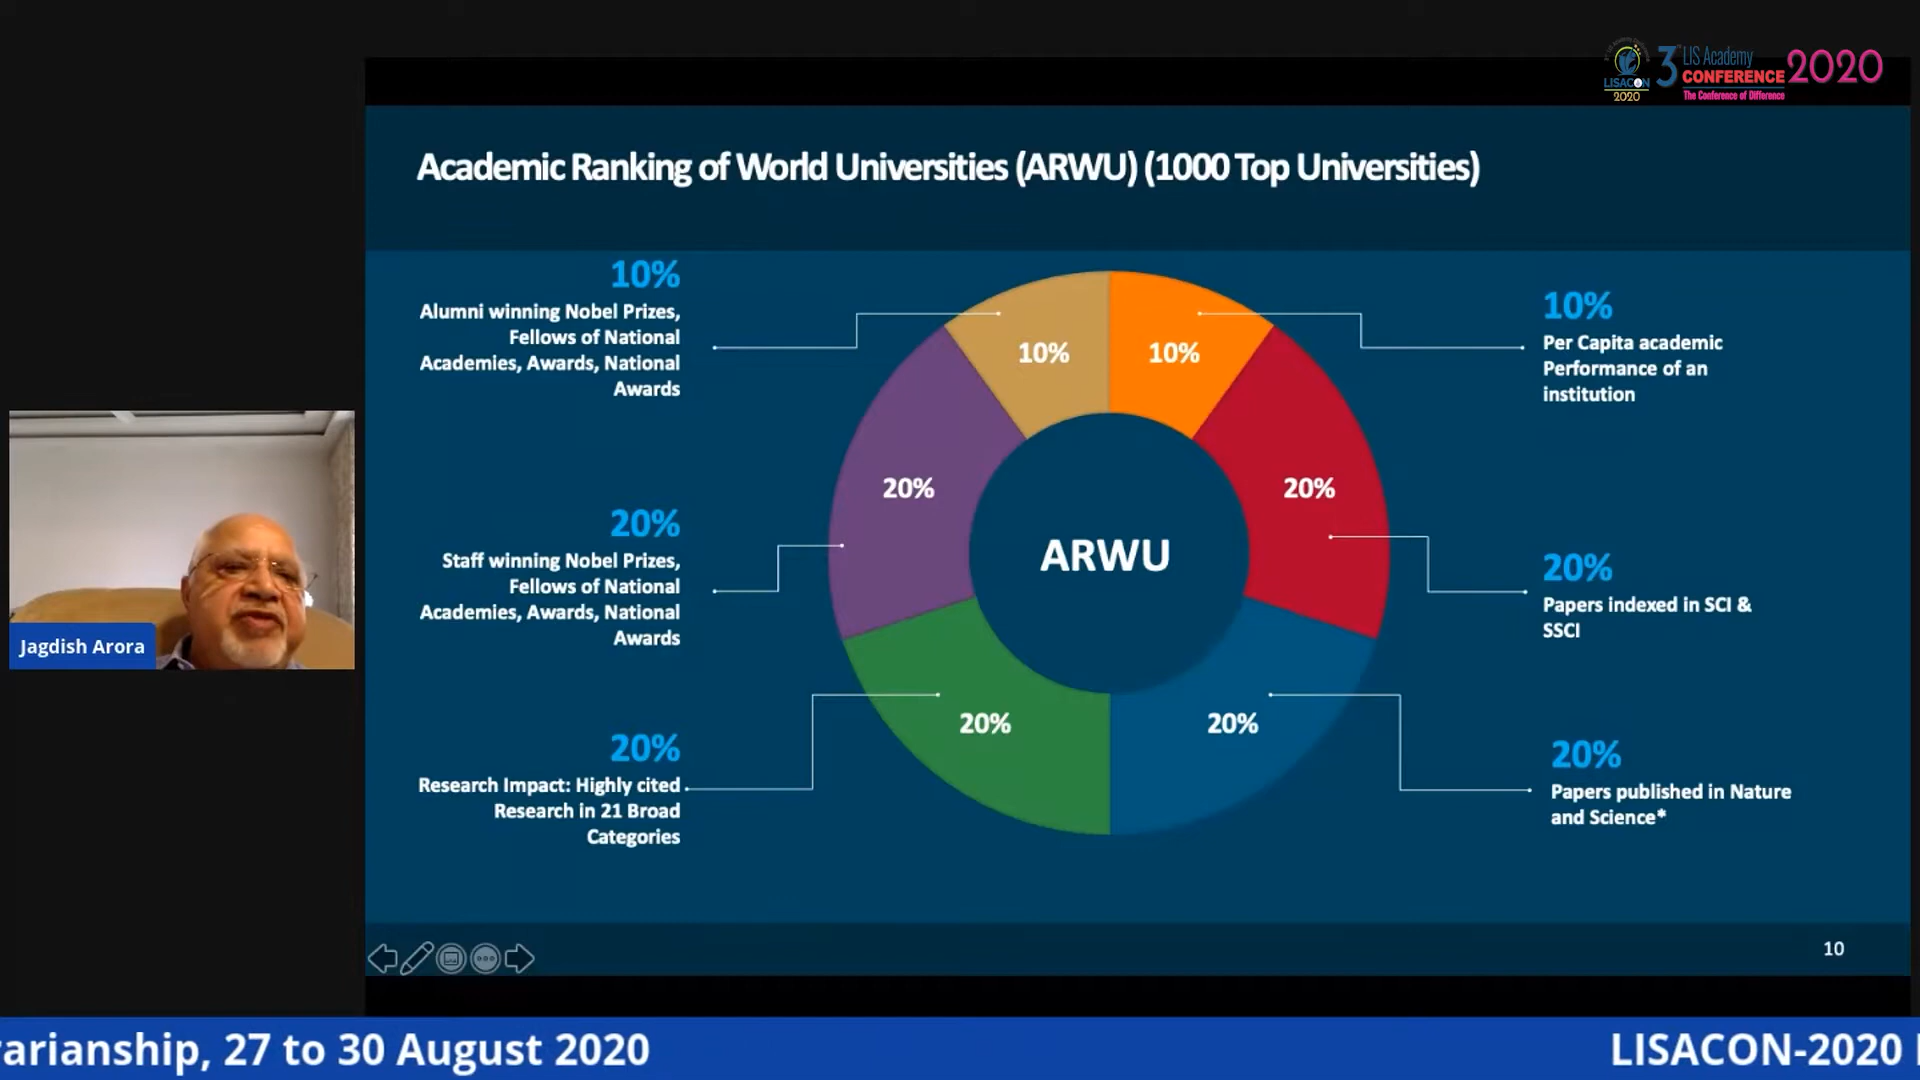 LISACON
2020
3
LIS Academy
CONFERENCE
The Conference of Difference
2020
Academic Ranking of World Universities (ARWU) (1000 Top Universities)
10%
Alumni winning Nobel Prizes,
Fellows of National
Academies, Awards, National
Awards
20%
Staff winning Nobel Prizes,
Fellows of National
Academies, Awards, National
Awards
20%
Research Impact: Highly cited
Research in 21 Broad
Categories
10%
10%
20%
20%
ARWU
20%
20%
10%
Per Capita academic
Performance of an
institution
20%
Papers indexed in SCI &
SSCI
20%
Papers published in Nature
and Science*
Jagdish Arora
10
arianship, 27 to 30 August 2020
LISACON-2020